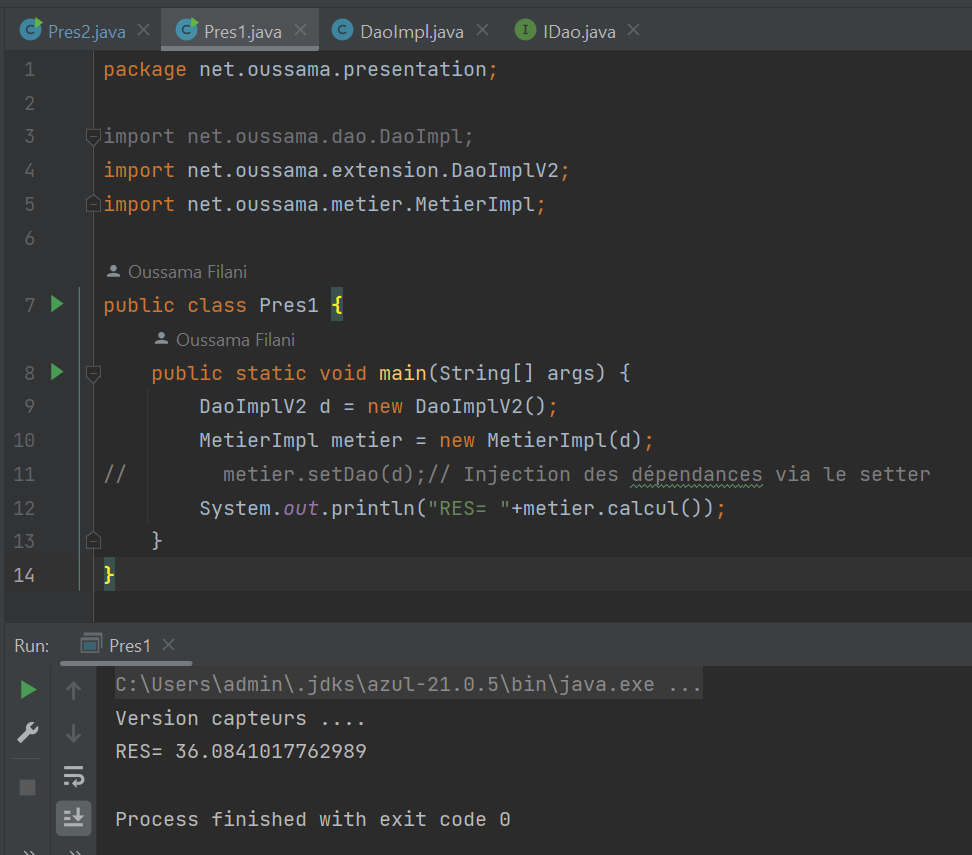 Pres2.java Pres1.java DaoImpl.java IDao.java
1 package net.oussama.presentation;
2
3 import net.oussama.dao.DaoImpl;
4 import net.oussama.extension.DaoImplV2;
5 import net.oussama.metier.MetierImpl;
6
Oussama Filani
7 public class Pres1 {
Oussama Filani
8 public static void main(String[] args) {
9 DaoImplV2 d = new DaoImplV2();
10 MetierImpl metier = new MetierImpl(d);
11 // metier.setDao(d);// Injection des dépendances via le setter
12 System.out.println("RES= "+metier.calcul());
13 }
14 }
Run: Pres1
C:\Users\admin\.jdks\azul-21.0.5\bin\java.exe ...
Version capteurs ....
RES= 36.0841017762989
Process finished with exit code 0